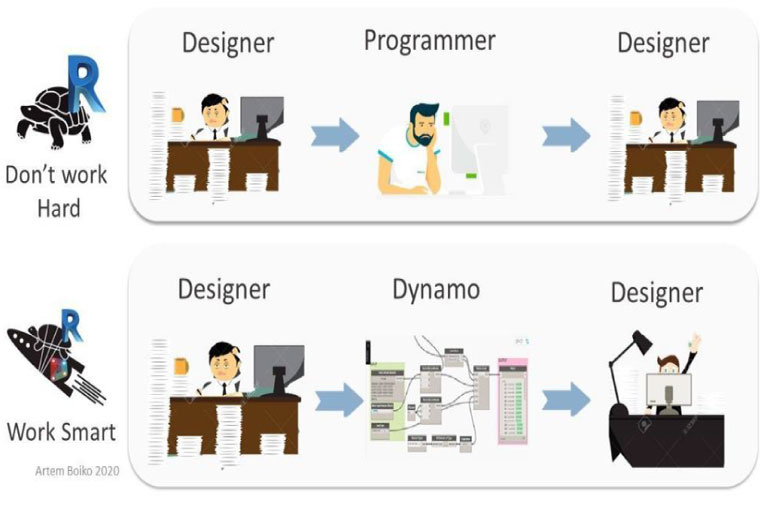 Designer
Programmer
Designer
R
Don't work
Hard
Designer
Dynamo
Designer
R
Work Smart
Artem Boiko 2020